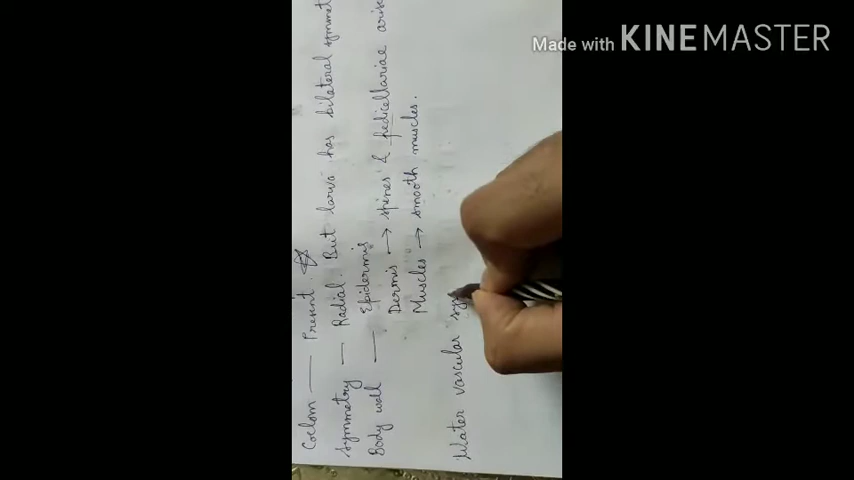 Made with KINEMASTER
Coelom — Present.
Symmetry — Radial. But larva has bilateral symmet
Body wall — Epidermis
Dermis → spines & pedicellariae arise
Muscles → smooth muscles.
Water vascular sys